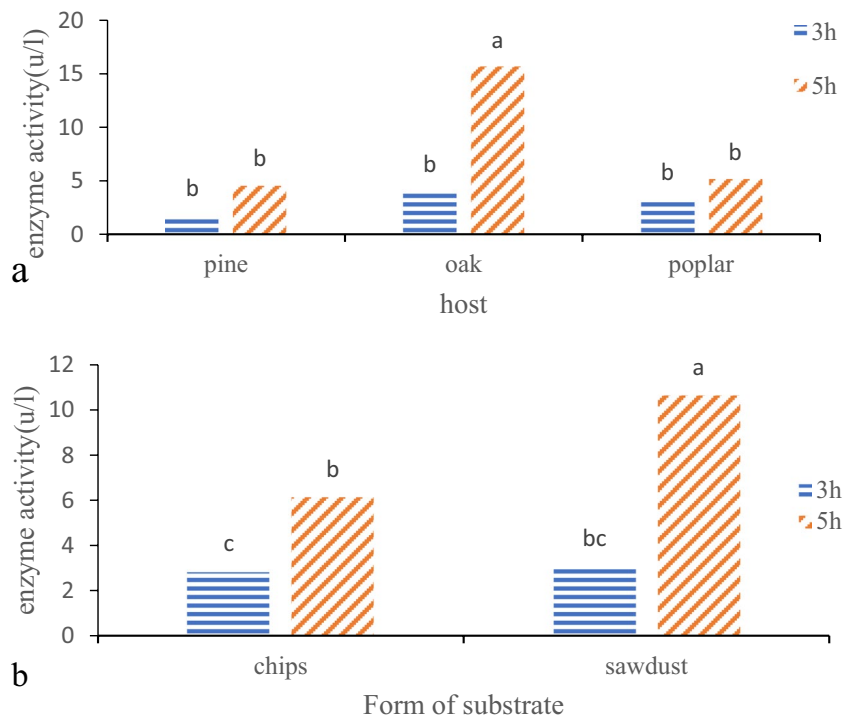 20
15
10
5
0
enzyme activity(u/l)
b
b
b
a
b
b
pine
oak
poplar
host
3h
5h
a
12
10
8
6
4
2
0
enzyme activity(u/l)
c
b
bc
a
chips
sawdust
Form of substrate
3h
5h
b